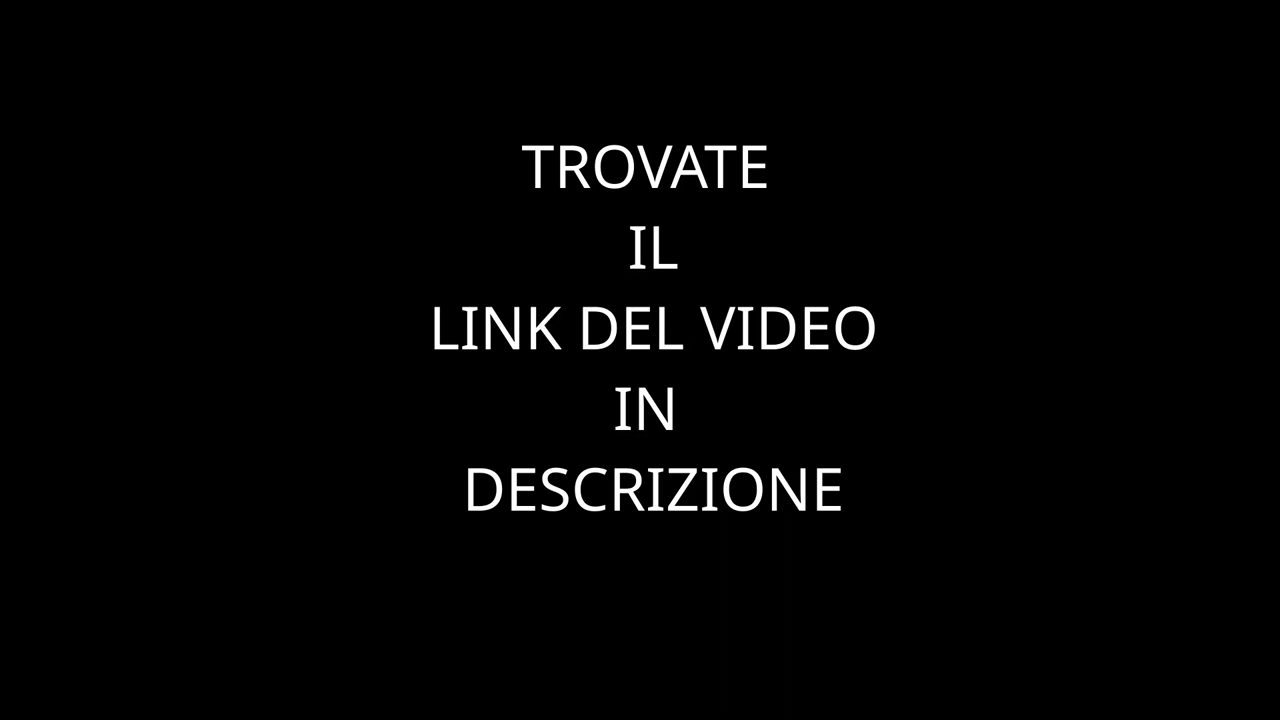 TROVATE
IL
LINK DEL VIDEO
IN
DESCRIZIONE